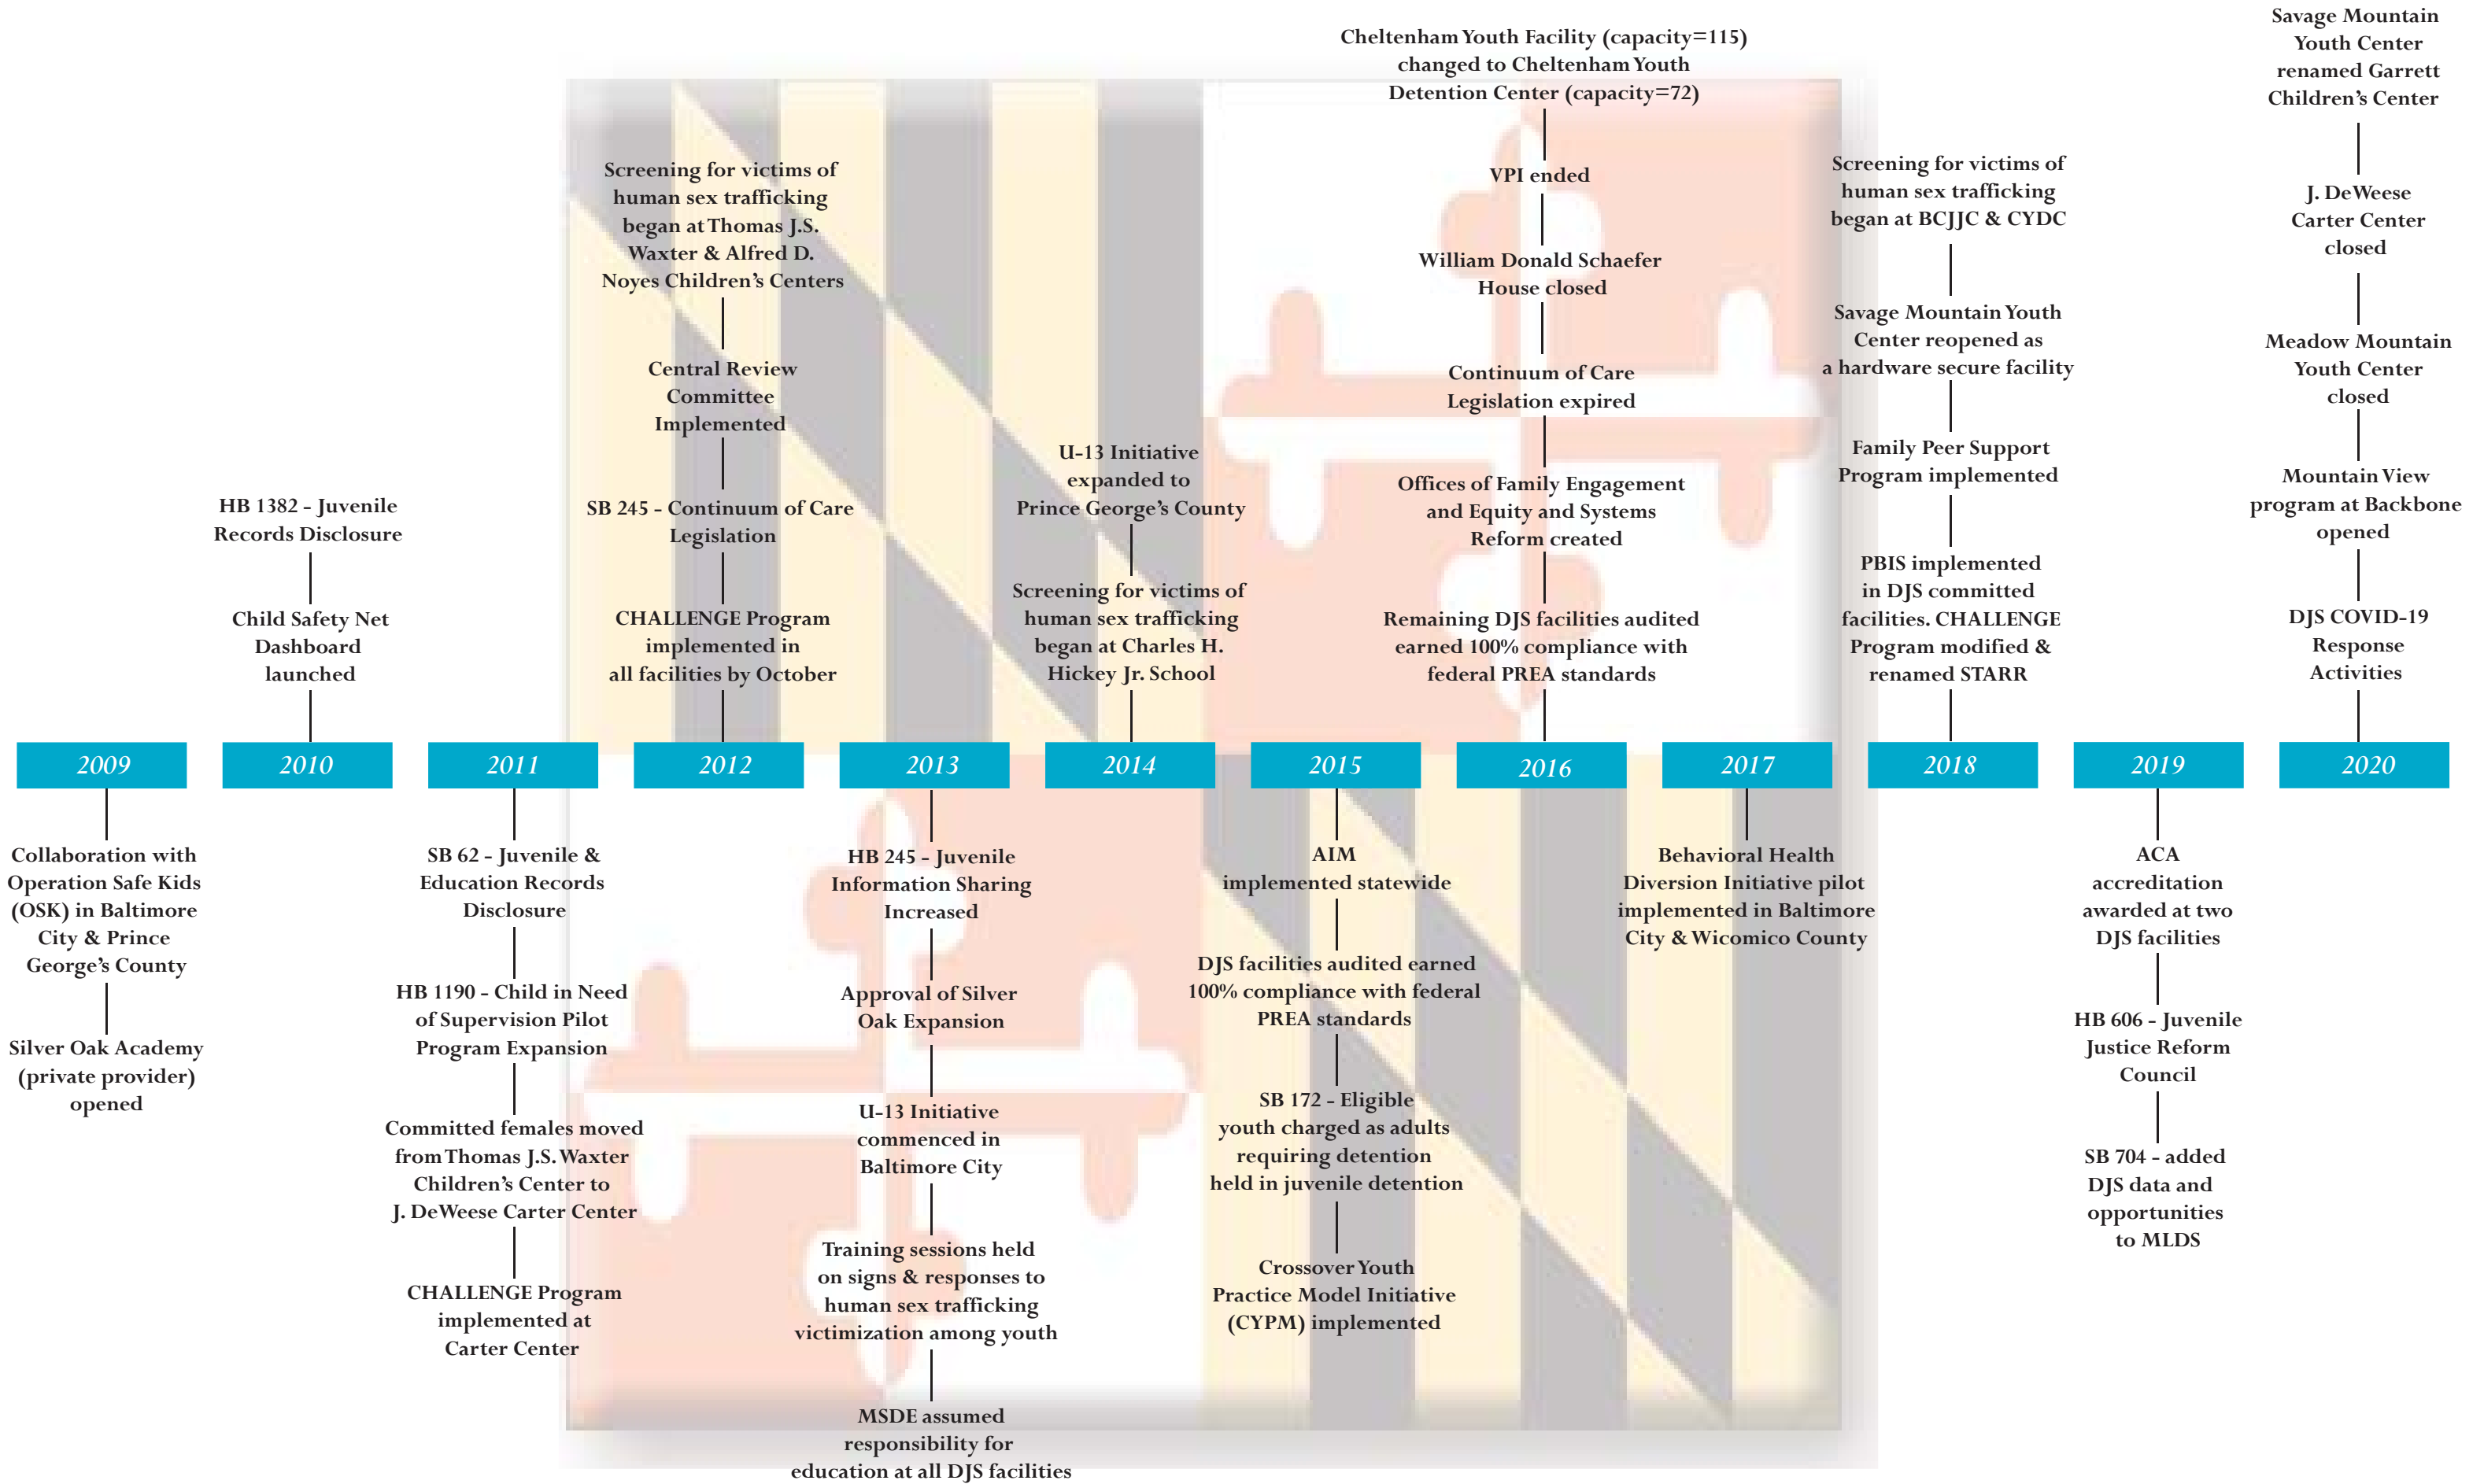 HB 1382 - Juvenile
Records Disclosure
Child Safety Net
Dashboard
launched
Screening for victims of
human sex trafficking
began at Thomas J.S.
Waxter & Alfred D.
Noyes Children's Centers
Central Review
Committee
Implemented
SB 245 - Continuum of Care
Legislation
CHALLENGE Program
implemented in
all facilities by October
U-13 Initiative
expanded to
Prince George's County
Screening for victims of
human sex trafficking
began at Charles H.
Hickey Jr. School
Cheltenham Youth Facility (capacity=115)
changed to Cheltenham Youth
Detention Center (capacity=72)
VPI ended
William Donald Schaefer
House closed
Continuum of Care
Legislation expired
Offices of Family Engagement
and Equity and Systems
Reform created
Remaining DJS facilities audited
earned 100% compliance with
federal PREA standards
Screening for victims of
human sex trafficking
began at BCJJC & CYDC
Savage Mountain Youth
Center reopened as
a hardware secure facility
Family Peer Support
Program implemented
PBIS implemented
in DJS committed
facilities. CHALLENGE
Program modified &
renamed STARR
Savage Mountain
Youth Center
renamed Garrett
Children's Center
J. DeWeese
Carter Center
closed
Meadow Mountain
Youth Center
closed
Mountain View
program at Backbone
opened
DJS COVID-19
Response
Activities
2009
2010
2011
2012
2013
2014
2015
2016
2017
2018
2019
2020
Collaboration with
Operation Safe Kids
(OSK) in Baltimore
City & Prince
George's County
Silver Oak Academy
(private provider)
opened
SB 62 - Juvenile &
Education Records
Disclosure
HB 1190 - Child in Need
of Supervision Pilot
Program Expansion
Committed females moved
from Thomas J.S. Waxter
Children's Center to
J. DeWeese Carter Center
CHALLENGE Program
implemented at
Carter Center
HB 245 - Juvenile
Information Sharing
Increased
Approval of Silver
Oak Expansion
U-13 Initiative
commenced in
Baltimore City
Training sessions held
on signs & responses to
human sex trafficking
victimization among youth
MSDE assumed
responsibility for
education at all DJS facilities
AIM
implemented statewide
DJS facilities audited earned
100% compliance with federal
PREA standards
SB 172 - Eligible
youth charged as adults
requiring detention
held in juvenile detention
Crossover Youth
Practice Model Initiative
(CYPM) implemented
Behavioral Health
Diversion Initiative pilot
implemented in Baltimore
City & Wicomico County
ACA
accreditation
awarded at two
DJS facilities
HB 606 - Juvenile
Justice Reform
Council
SB 704 - added
DJS data and
opportunities
to MLDS